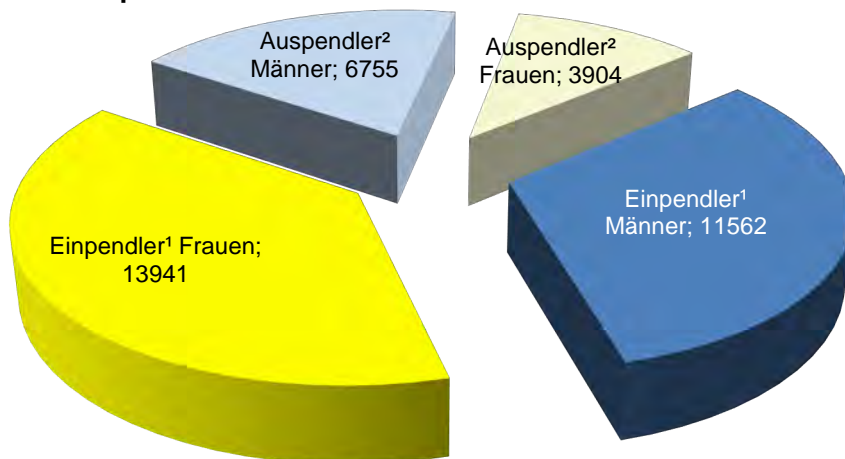 Auspendler²
Männer; 6755
Auspendler²
Frauen; 3904
Einpendler¹
Männer; 11562
Einpendler¹ Frauen;
13941